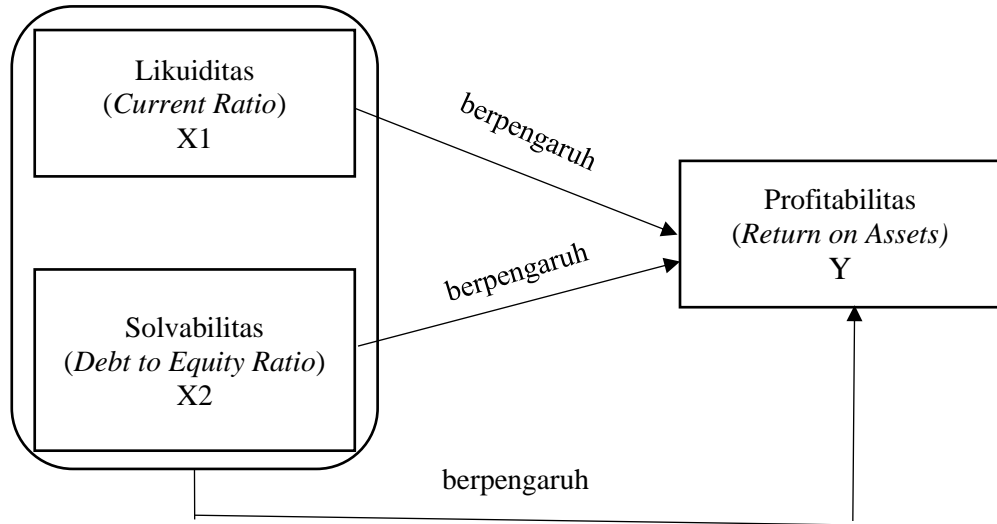 Likuiditas
(Current Ratio)
X1
berpengaruh
Profitabilitas
(Return on Assets)
Y
berpengaruh
Solvabilitas
(Debt to Equity Ratio)
X2
berpengaruh